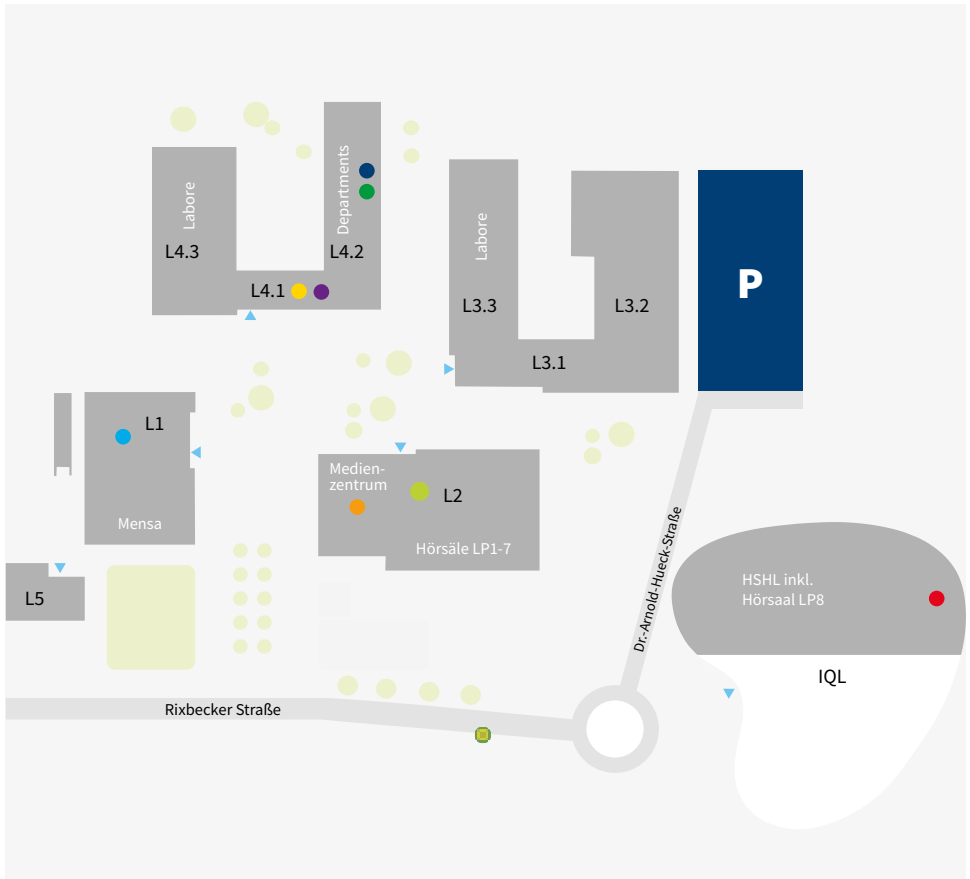 Labore
L4.3
Departments
L4.2
L4.1
Labore
L3.3
L3.2
L3.1
P
L1
Mensa
Medien-
zentrum
L2
Hörsäle LP1-7
L5
Dr.-Arnold-Hueck-Straße
HSHL inkl.
Hörsaal LP8
IQL
Rixbecker Straße